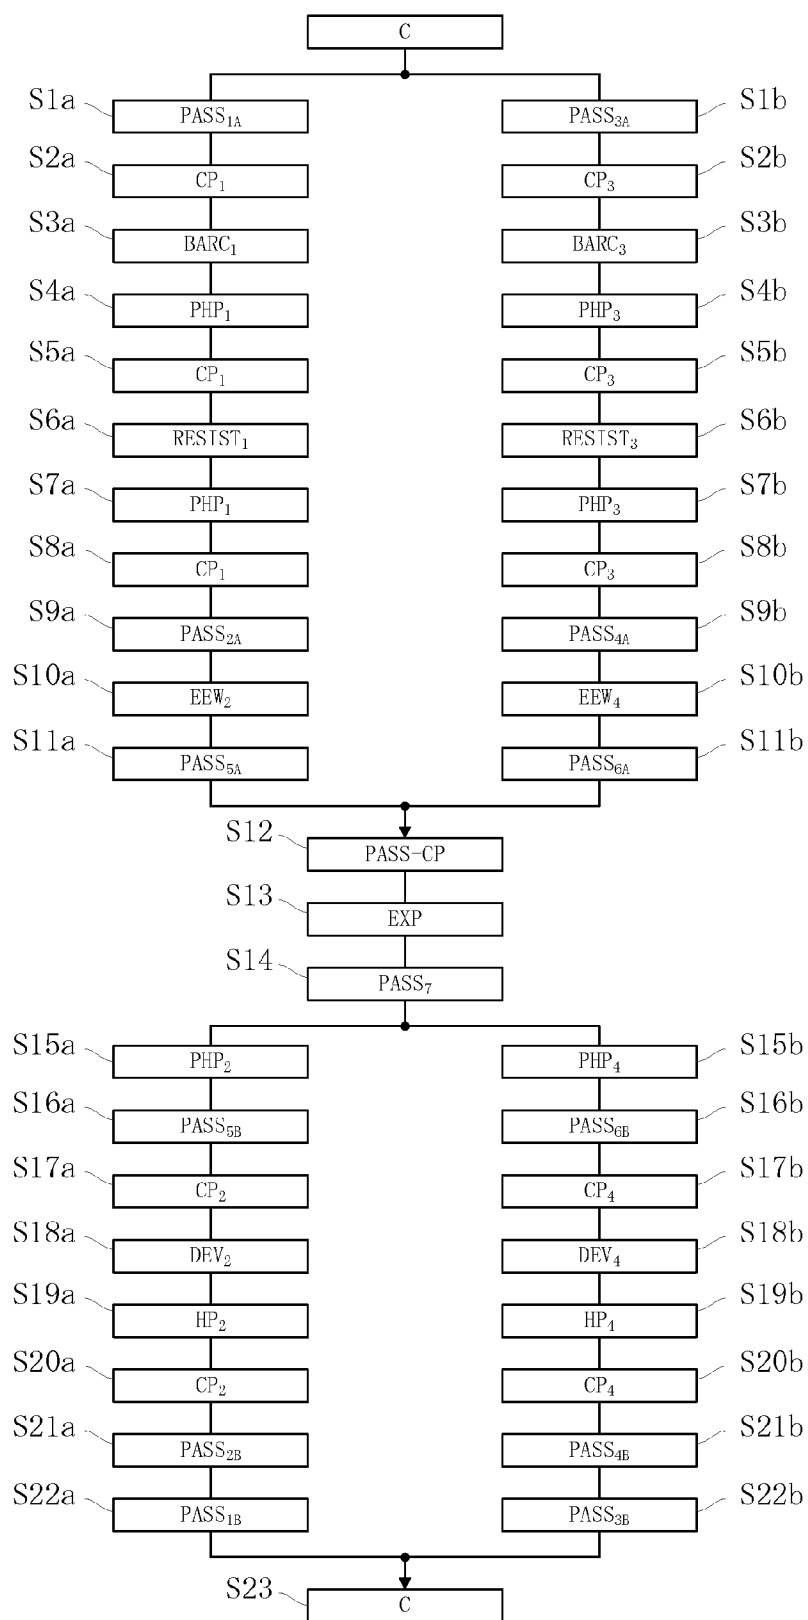 C
S1a PASS1A PASS3A S1b
S2a CP1 CP3 S2b
S3a BARC1 BARC3 S3b
S4a PHP1 PHP3 S4b
S5a CP1 CP3 S5b
S6a RESIST1 RESIST3 S6b
S7a PHP1 PHP3 S7b
S8a CP1 CP3 S8b
S9a PASS2A PASS4A S9b
S10a EEW2 EEW4 S10b
S11a PASS5A PASS6A S11b
S12 PASS-CP
S13 EXP
S14 PASS7
S15a PHP2 PHP4 S15b
S16a PASS5B PASS6B S16b
S17a CP2 CP4 S17b
S18a DEV2 DEV4 S18b
S19a HP2 HP4 S19b
S20a CP2 CP4 S20b
S21a PASS2B PASS4B S21b
S22a PASS1B PASS3B S22b
S23 C